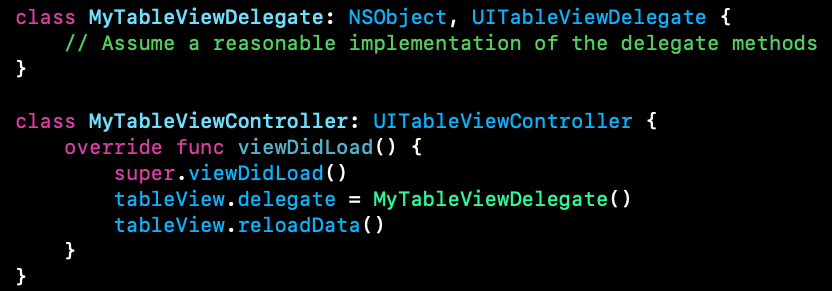 class MyTableViewDelegate: NSObject, UITableViewDelegate {
    // Assume a reasonable implementation of the delegate methods
}

class MyTableViewController: UITableViewController {
    override func viewDidLoad() {
        super.viewDidLoad()
        tableView.delegate = MyTableViewDelegate()
        tableView.reloadData()
    }
}